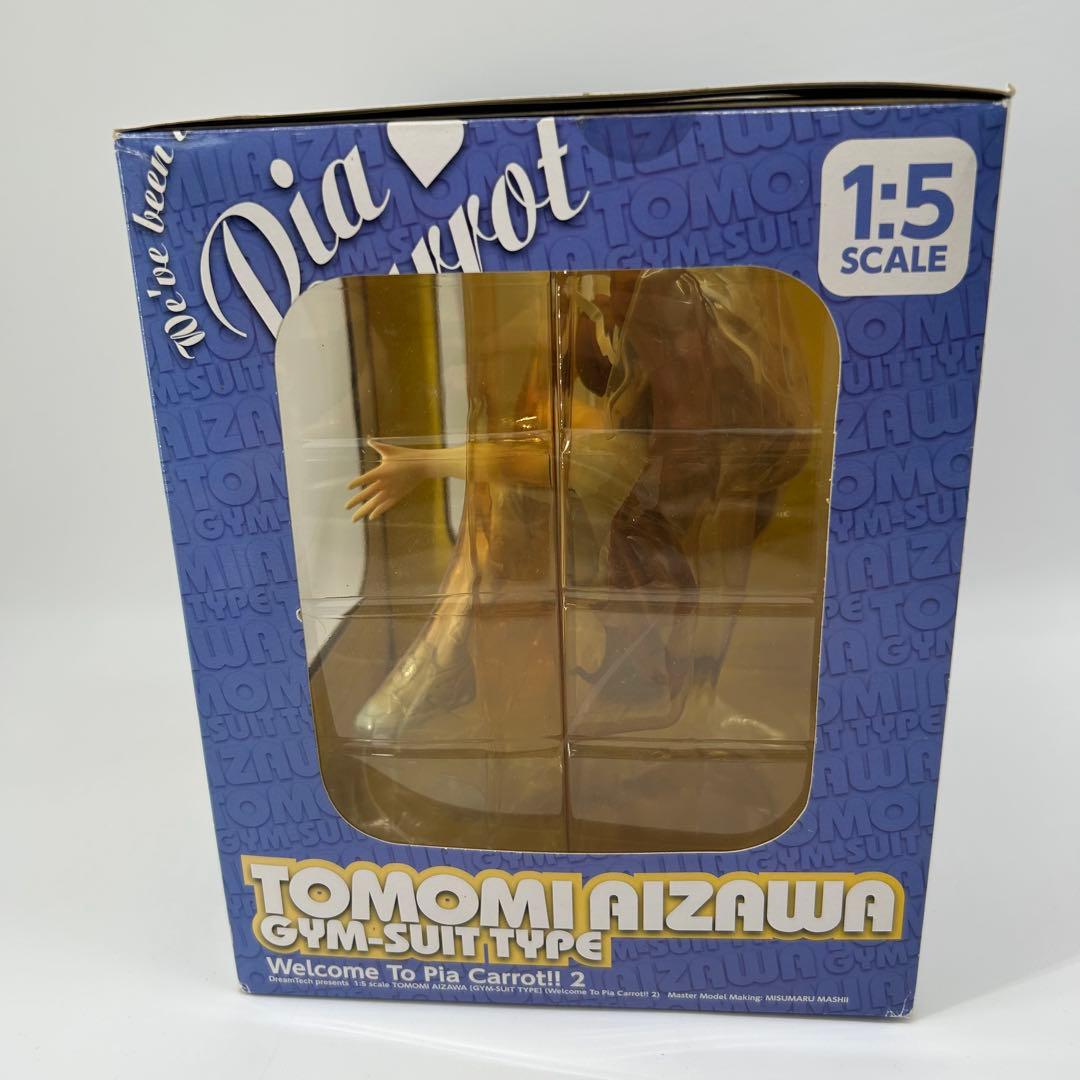 We've been
Pia
rrot
1:5
SCALE
TOMOMI AIZAWA
GYM-SUIT TYPE
Welcome To Pia Carrot!! 2
DreamTech presents 1:5 scale TOMOMI AIZAWA [GYM-SUIT TYPE] (Welcome To Pia Carrot!! 2) Master Model Making: MISUMARU MASHII